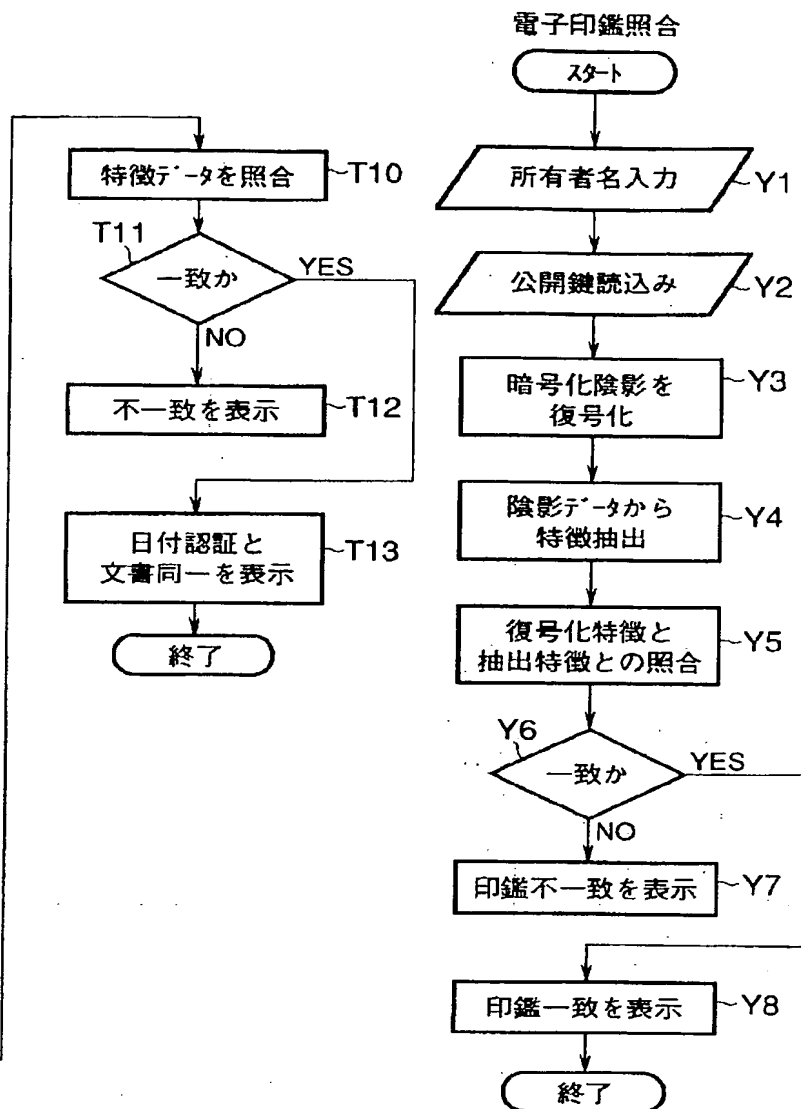 特徴データを照合
T10
T11
一致か
YES
NO
不一致を表示
T12
日付認証と
文書同一を表示
T13
終了
電子印鑑照合
スタート
所有者名入力
Y1
公開鍵読込み
Y2
暗号化陰影を
復号化
Y3
陰影データから
特徴抽出
Y4
復号化特徴と
抽出特徴との照合
Y5
Y6
一致か
YES
NO
印鑑不一致を表示
Y7
印鑑一致を表示
Y8
終了